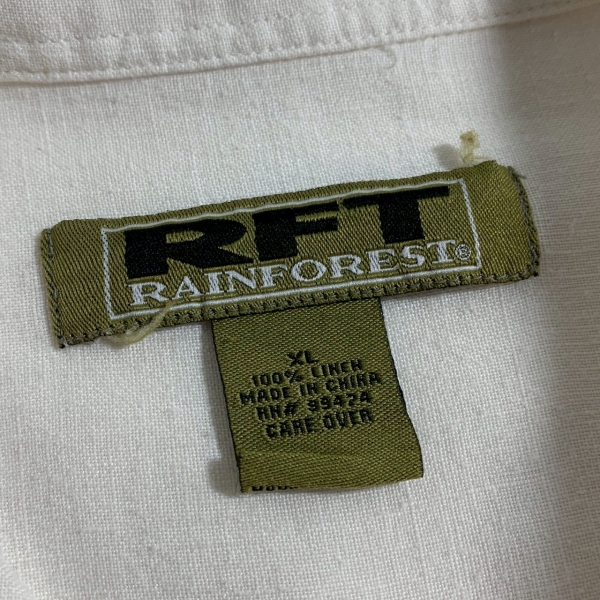 RFT
RAINFOREST®
XL
100% LINEN
MADE IN CHINA
RN# 99424
CARE OVER